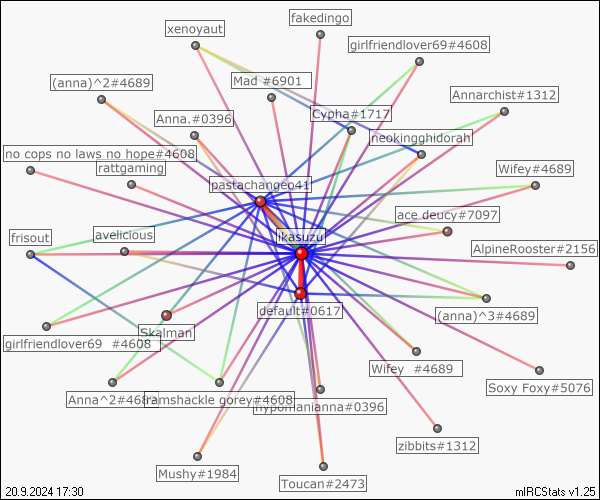 fakedingo
xenoyaut
girlfriendlover69#4608
(anna)^2#4689
Mad #6901
Annarchist#1312
Anna.#0396
Cypha#1717
neokingghidorah
no cops no laws no hope#4608
rattgaming
Wifey#4689
pastachangeo41
ace deucy#7097
frisout
avelicious
ikasuzu
AlpineRooster#2156
default#0617
(anna)^3#4689
Skalman
girlfriendlover69 #4608
Wifey #4689
Soxy Foxy#5076
Anna^2#4689
ramshackle gorey#4608
hypomanianna#0396
zibbits#1312
Mushy#1984
Toucan#2473
20.9.2024 17:30
mIRCStats v1.25